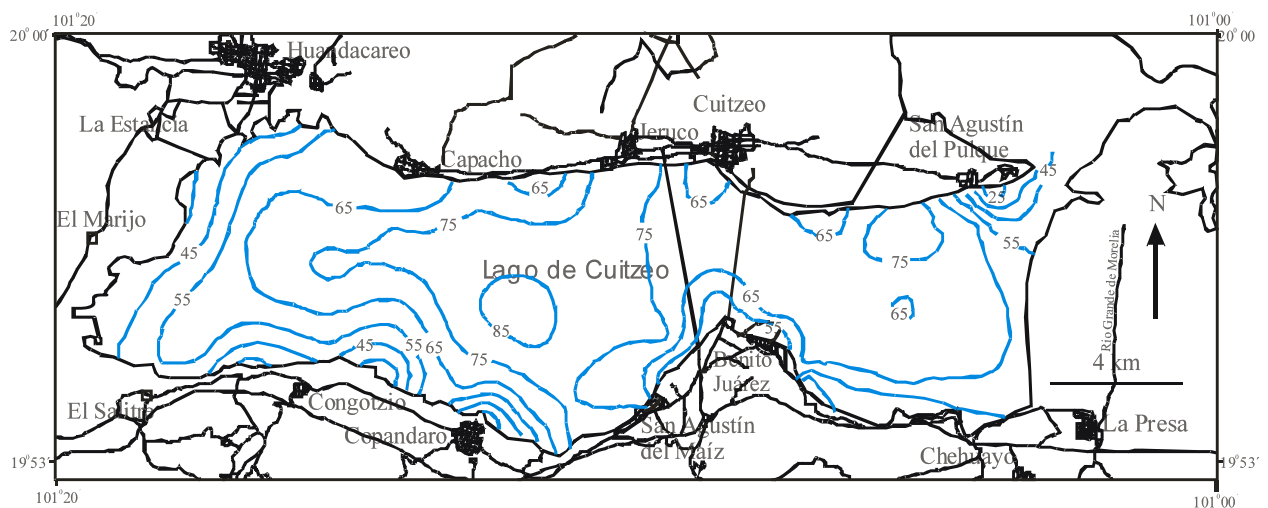 101°20
101°00
20° 00
20° 00
Huandacareo
Cuitzeo
La Estancia
Jeruco
San Agustín
del Pulque
Capacho
45
65
65
65
25
El Marijo
75
65
N
75
55
45
75
Lago de Cuitzeo
Rio Grande de Morelia
55
65
65
85
55
45
55
65
75
Benito
Juárez
4 km
El Salitre
Congotzio
Copandaro
San Agustín
del Maíz
La Presa
Chehuayo
19°53′
19°53′
101°20
101°00